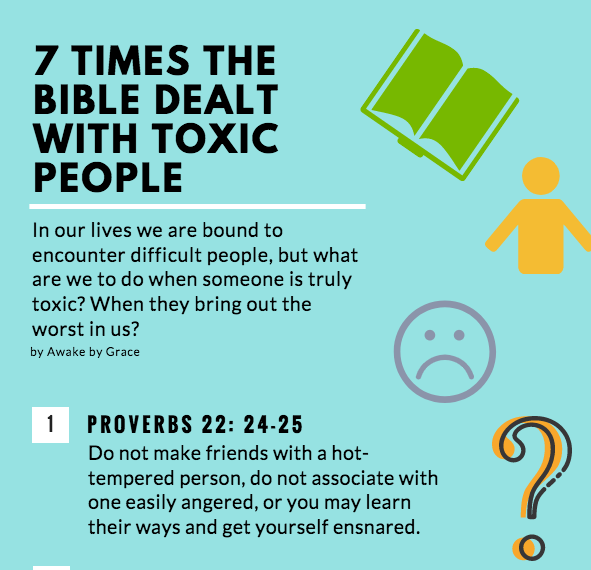 7 TIMES THE
BIBLE DEALT
WITH TOXIC
PEOPLE
In our lives we are bound to
encounter difficult people, but what
are we to do when someone is truly
toxic? When they bring out the
worst in us?
by Awake by Grace
1 PROVERBS 22: 24-25
Do not make friends with a hot-
tempered person, do not associate with
one easily angered, or you may learn
their ways and get yourself ensnared.
?